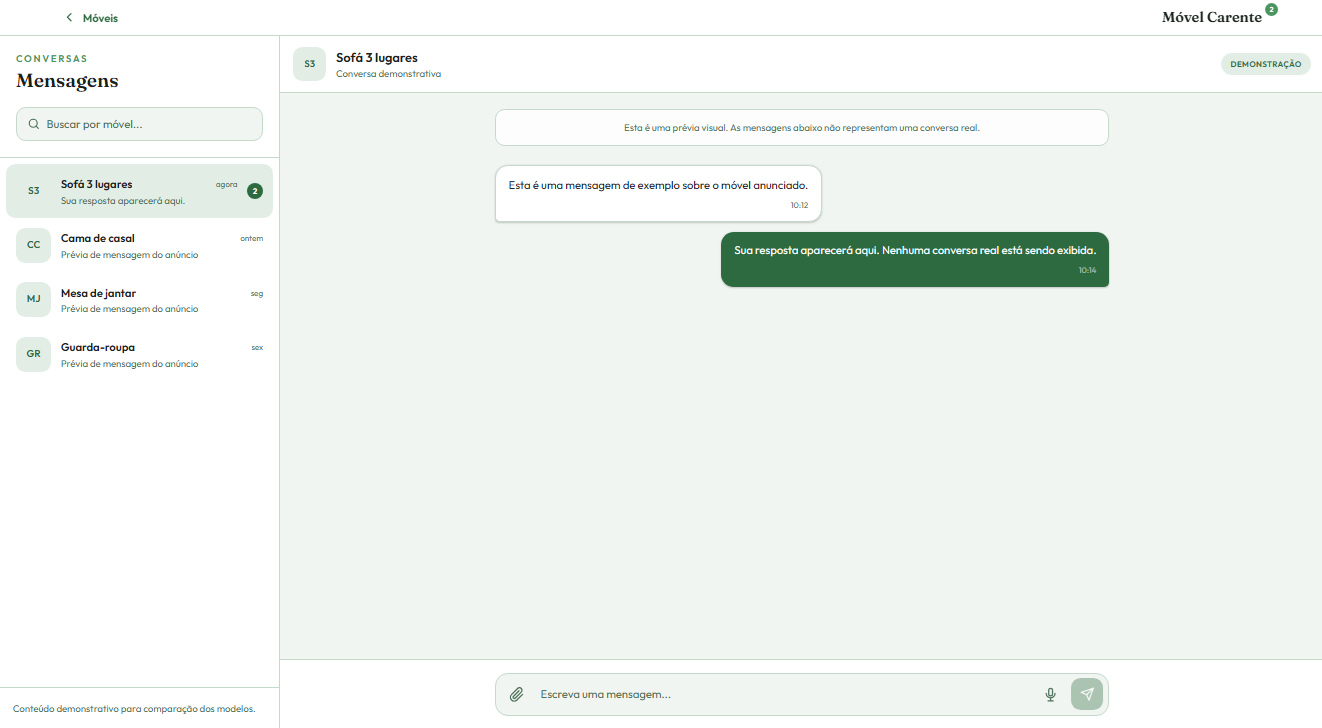 Móveis
Móvel Carente
2
CONVERSAS
Mensagens
Buscar por móvel...
S3
Sofá 3 lugares
agora
Sua resposta aparecerá aqui.
2
CC
Cama de casal
ontem
Prévia de mensagem do anúncio
MJ
Mesa de jantar
seg
Prévia de mensagem do anúncio
GR
Guarda-roupa
sex
Prévia de mensagem do anúncio
Conteúdo demonstrativo para comparação dos modelos.
S3
Sofá 3 lugares
Conversa demonstrativa
DEMONSTRAÇÃO
Esta é uma prévia visual. As mensagens abaixo não representam uma conversa real.
Esta é uma mensagem de exemplo sobre o móvel anunciado.
10:12
Sua resposta aparecerá aqui. Nenhuma conversa real está sendo exibida.
10:14
Escreva uma mensagem...